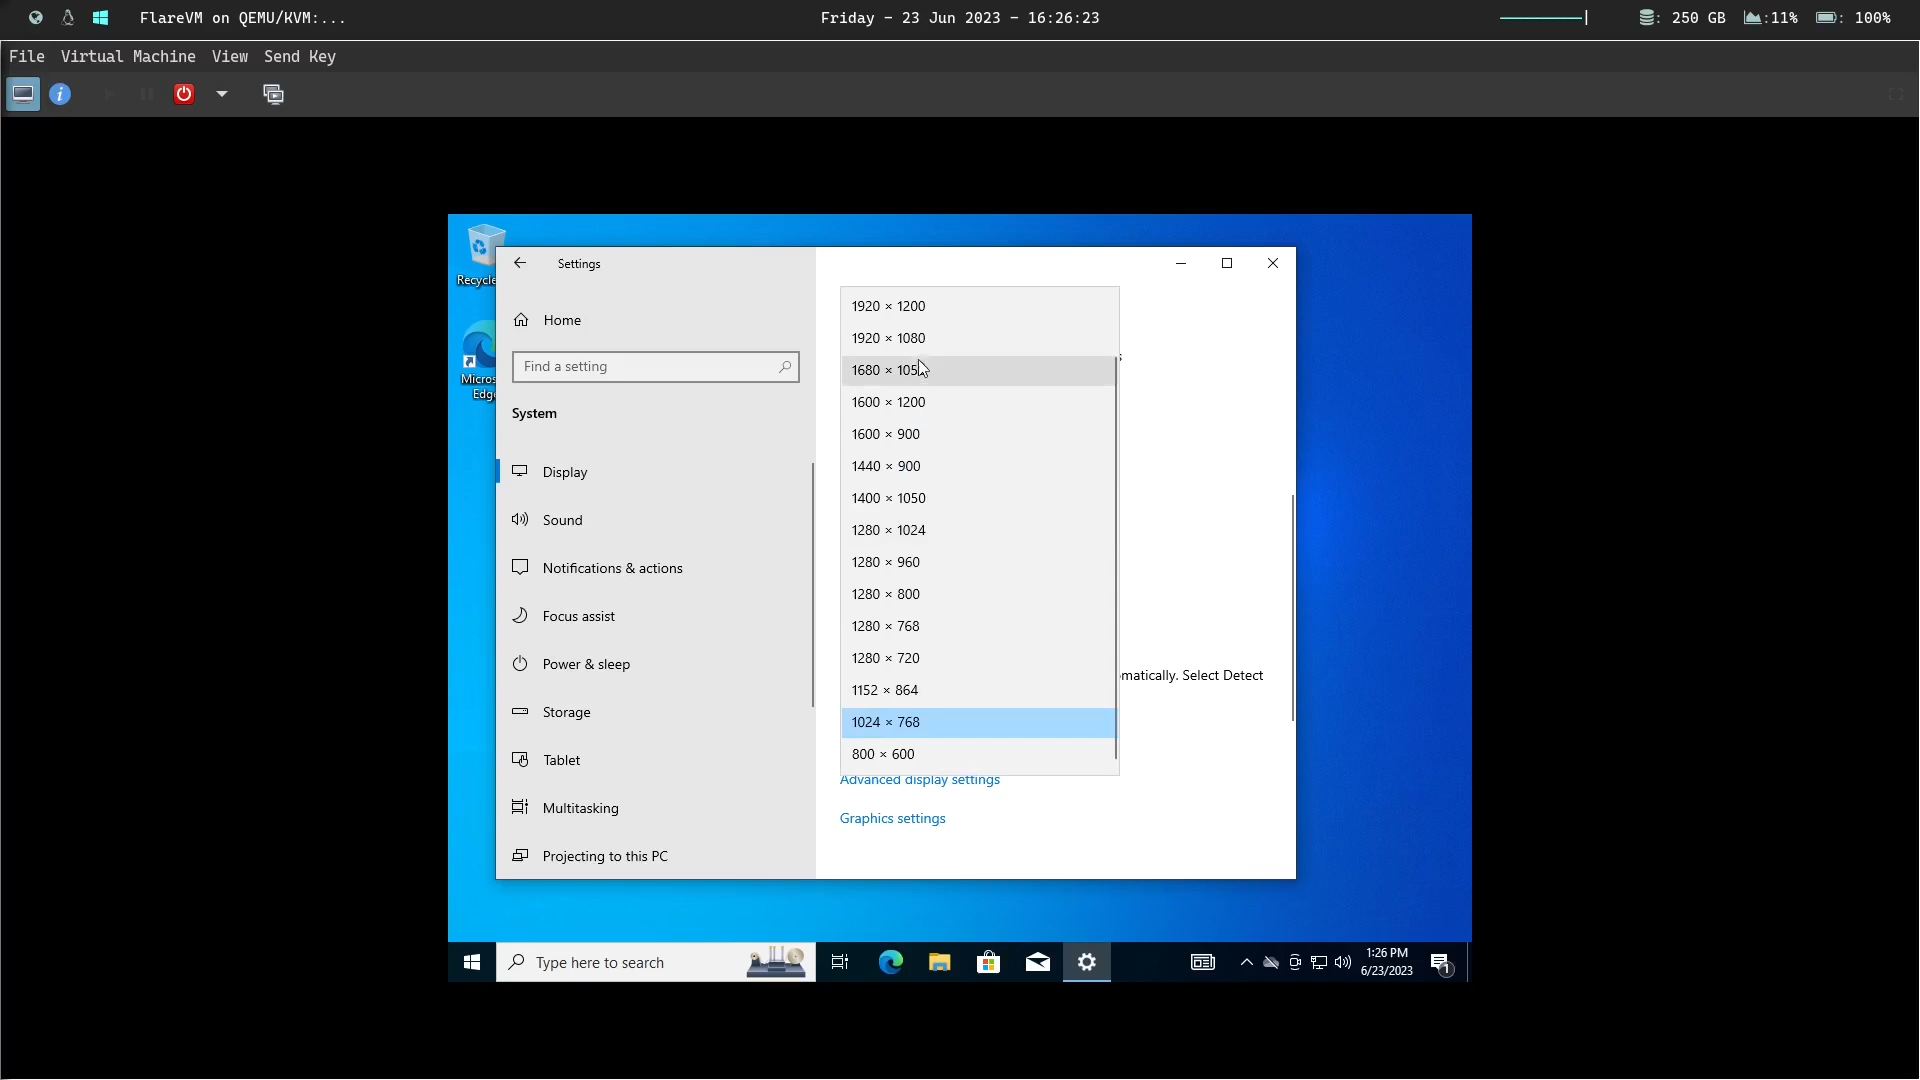 FlareVM on QEMU/KVM:...
Friday - 23 Jun 2023 - 16:26:23
: 250 GB
:11%
: 100%
File Virtual Machine View Send Key
Recycle
Micros
Edg
Settings
Home
Find a setting
System
Display
Sound
Notifications & actions
Focus assist
Power & sleep
Storage
Tablet
Multitasking
Projecting to this PC
1920 × 1200
1920 × 1080
1680 × 105
1600 × 1200
1600 × 900
1440 × 900
1400 × 1050
1280 × 1024
1280 × 960
1280 × 800
1280 × 768
1280 × 720
1152 × 864
1024 × 768
800 × 600
s
matically. Select Detect
Advanced display settings
Graphics settings
Type here to search
1:26 PM
6/23/2023
1